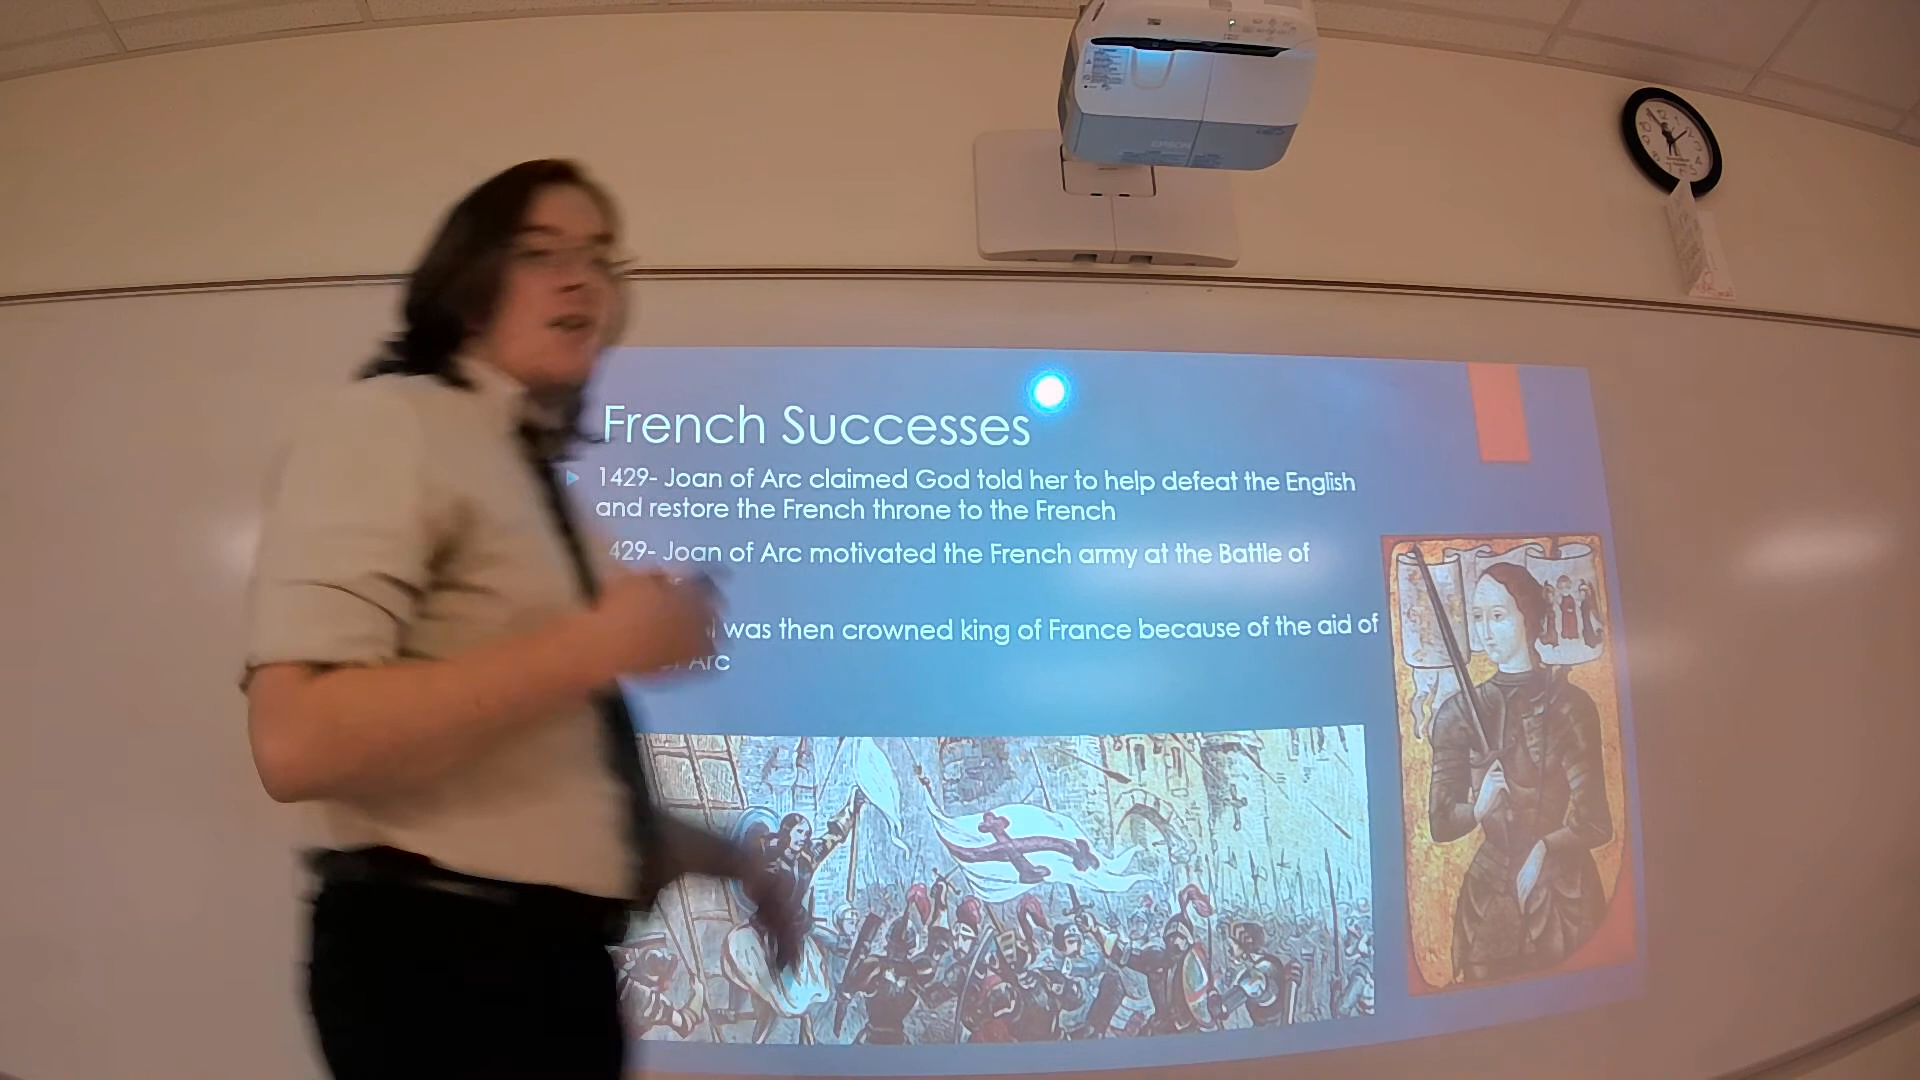 EPSON
French Successes
1429- Joan of Arc claimed God told her to help defeat the English
and restore the French throne to the French
429- Joan of Arc motivated the French army at the Battle of
was then crowned king of France because of the aid of
Arc